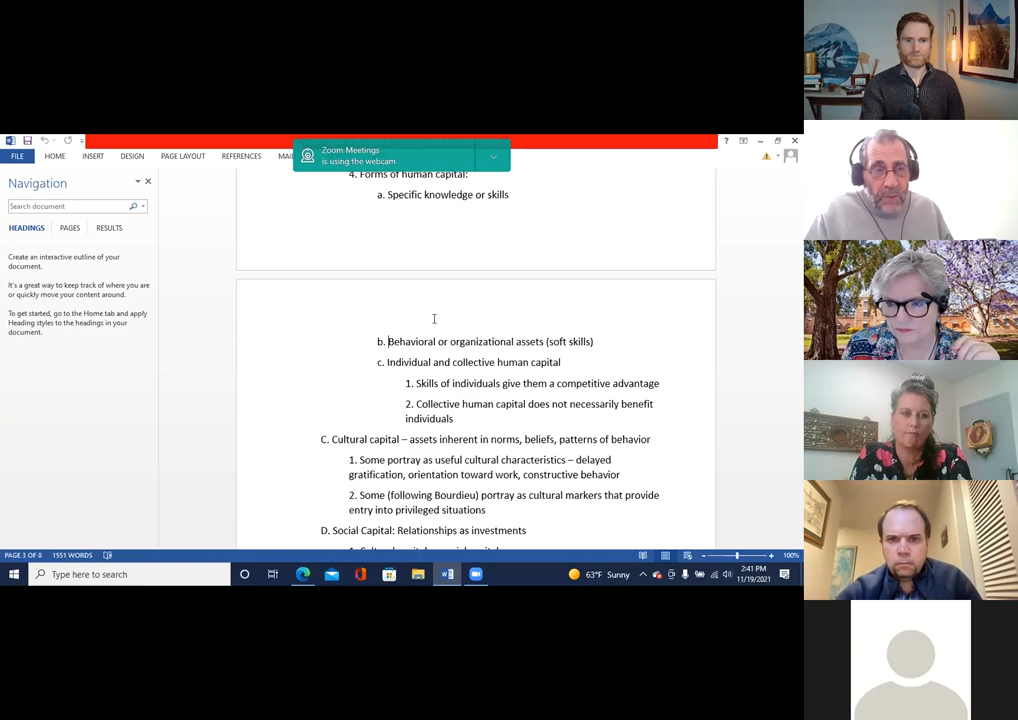 Zoom Meetings
is using the webcam
FILE HOME INSERT DESIGN PAGE LAYOUT REFERENCES MAI
Navigation
Search document
HEADINGS PAGES RESULTS
Create an interactive outline of your
document.
It's a great way to keep track of where you are
or quickly move your content around.
To get started, go to the Home tab and apply
Heading styles to the headings in your
document.
4. Forms of human capital:
a. Specific knowledge or skills
b. Behavioral or organizational assets (soft skills)
c. Individual and collective human capital
1. Skills of individuals give them a competitive advantage
2. Collective human capital does not necessarily benefit
individuals
C. Cultural capital – assets inherent in norms, beliefs, patterns of behavior
1. Some portray as useful cultural characteristics – delayed
gratification, orientation toward work, constructive behavior
2. Some (following Bourdieu) portray as cultural markers that provide
entry into privileged situations
D. Social Capital: Relationships as investments
PAGE 3 OF 8 1551 WORDS 100%
Type here to search
63°F Sunny
2:41 PM
11/19/2021